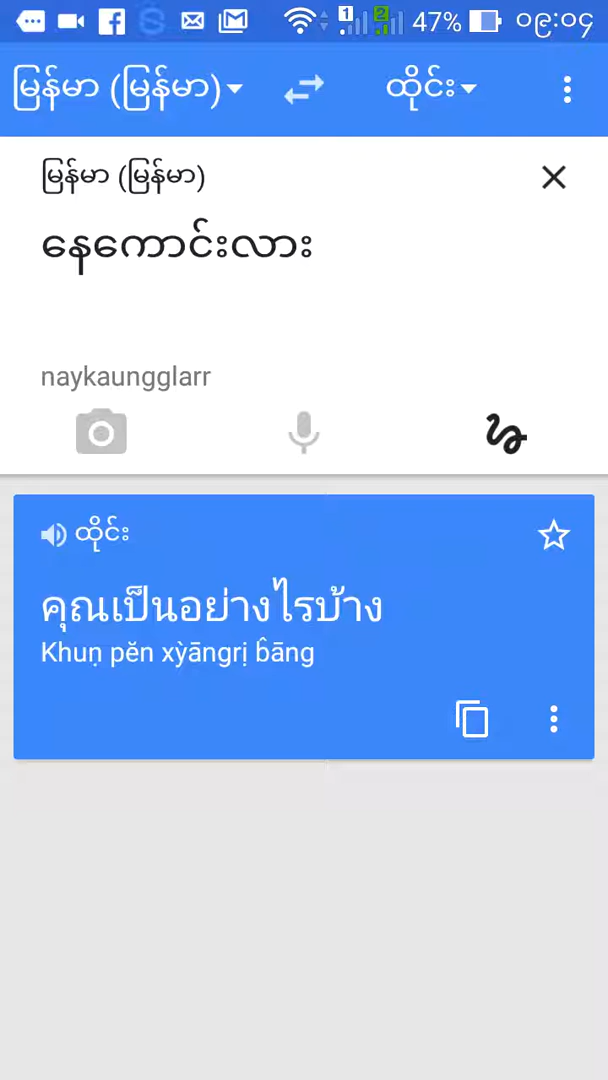 47% ၀၉:၀၄
မြန်မာ (မြန်မာ) ထိုင်း
မြန်မာ (မြန်မာ)
နေကောင်းလား
naykaungglarr
ထိုင်း
คุณเป็นอย่างไรบ้าง
Khuṇ pĕn xỳāngrị b̂āng